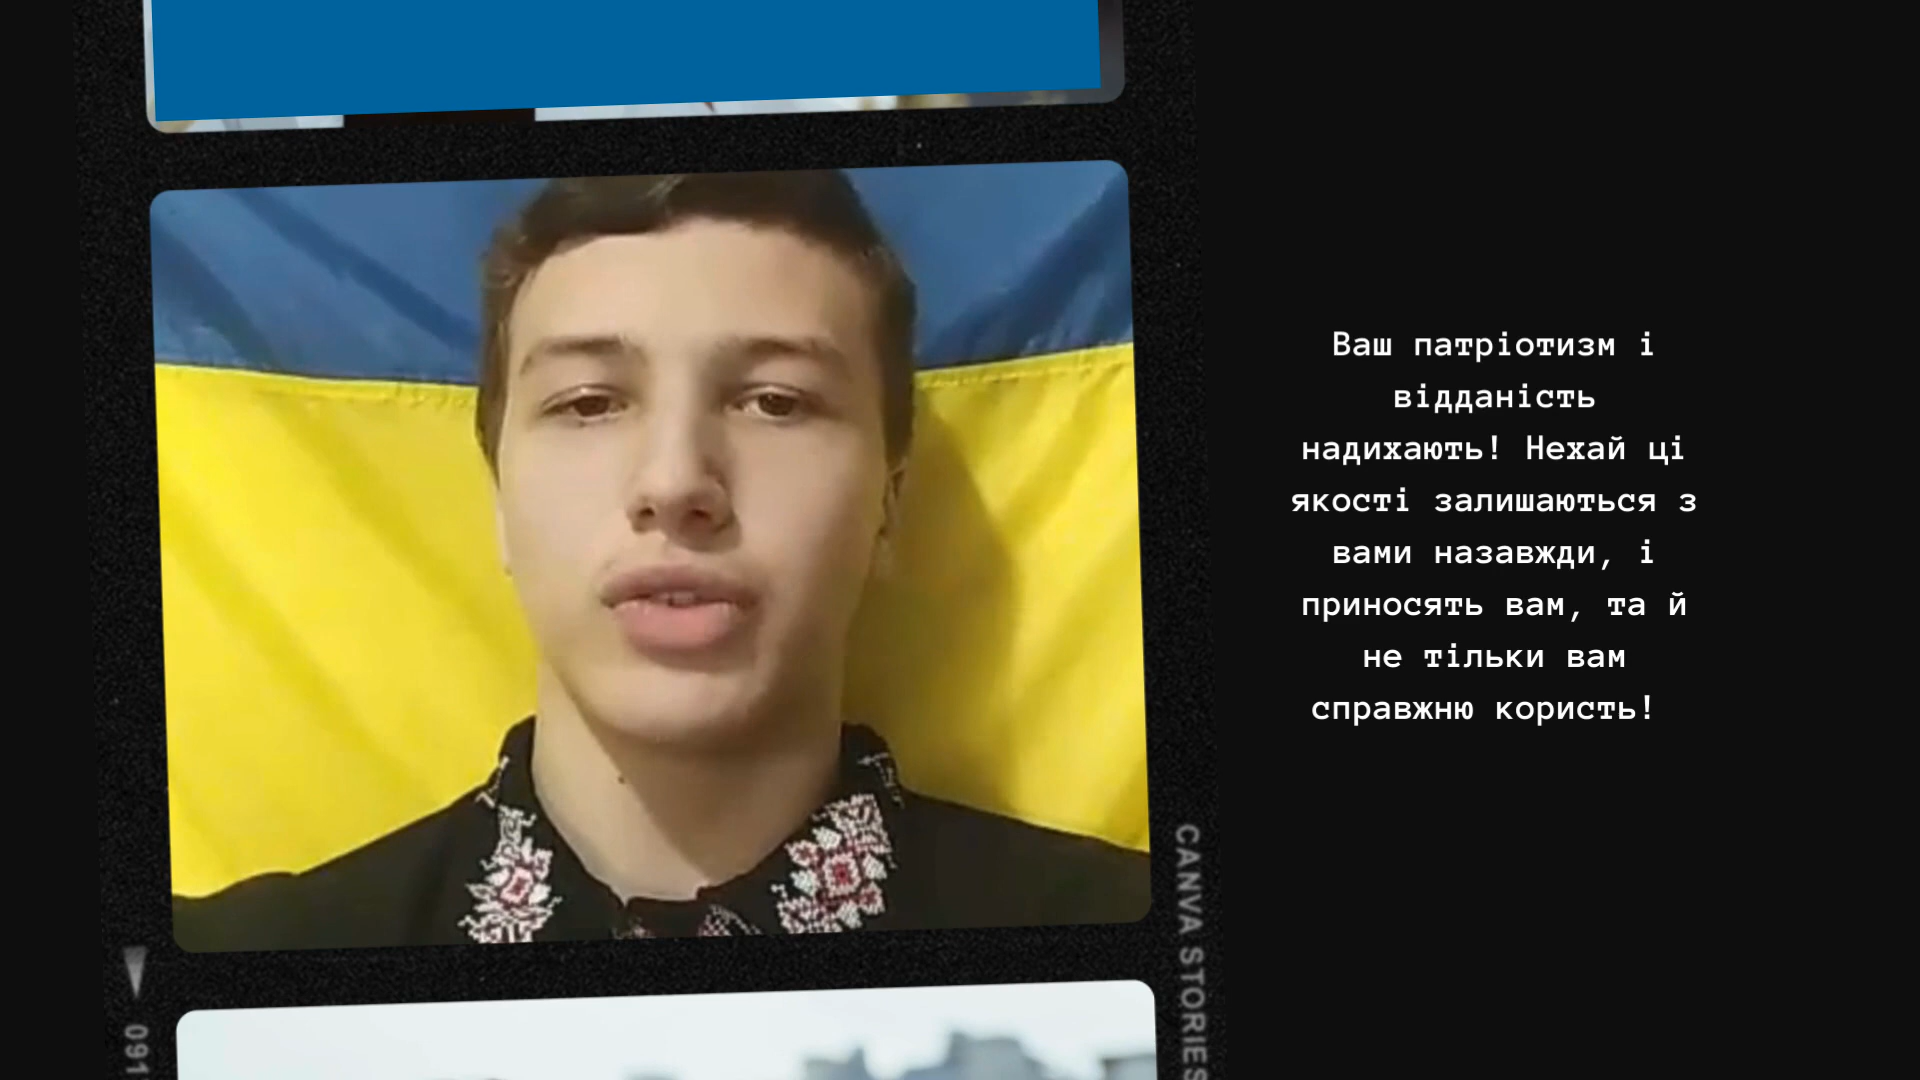 Ваш патріотизм і
відданість
надихають! Нехай ці
якості залишаються з
вами назавжди, і
приносять вам, та й
не тільки вам
справжню користь!
CANVA STORIES
091